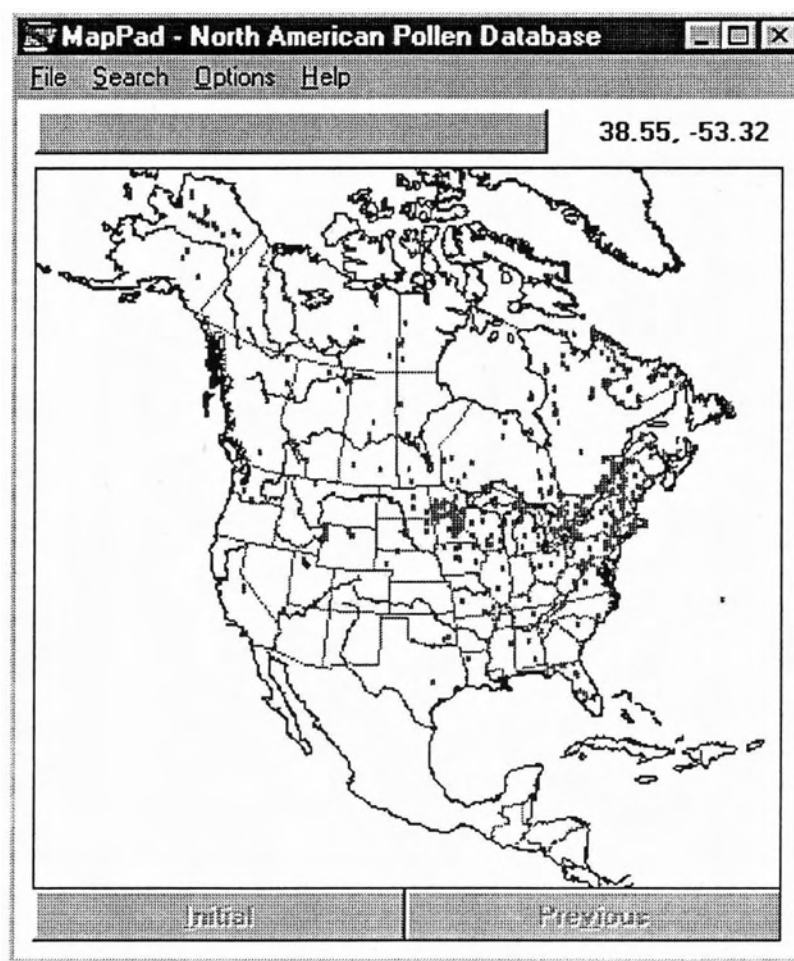 MapPad - North American Pollen Database
File Search Options Help
38.55, -53.32
Initial Previous